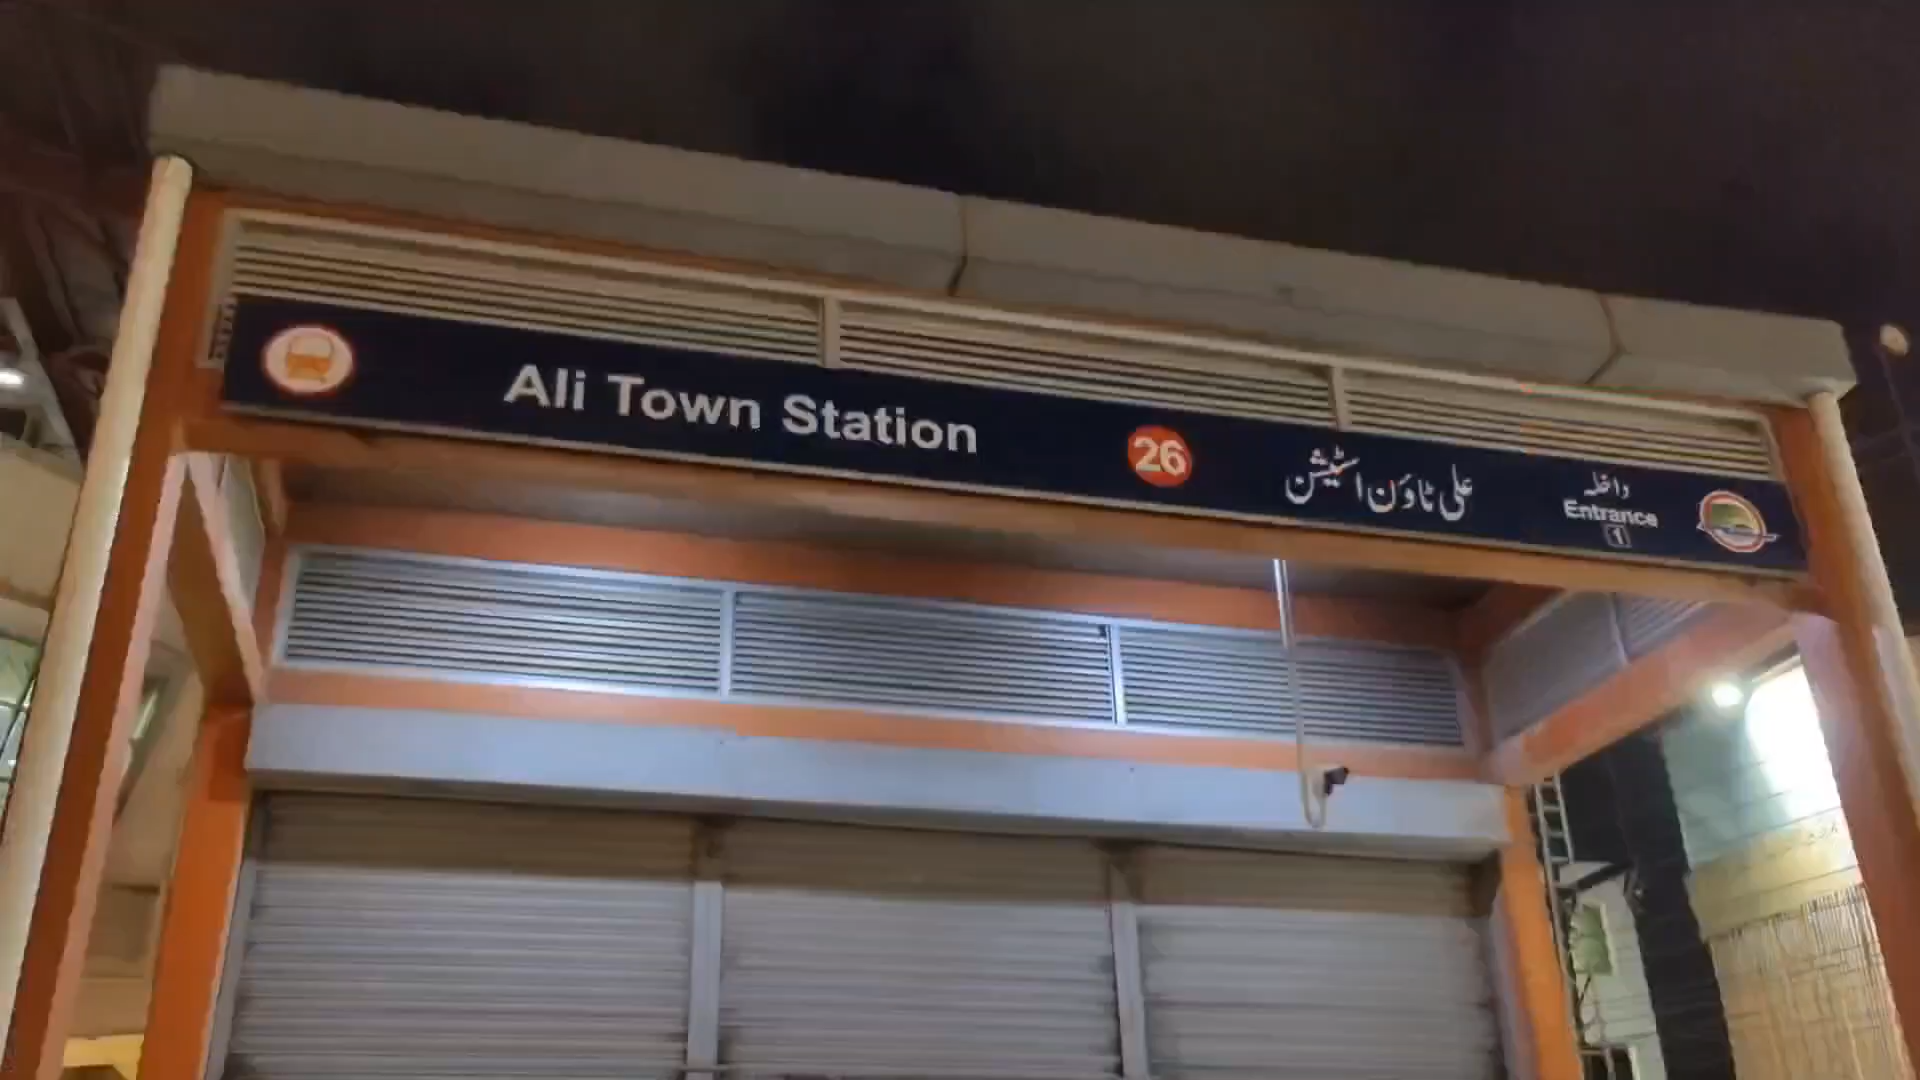 Ali Town Station
26
علی ٹاؤن اسٹیشن
داخلہ
Entrance
1